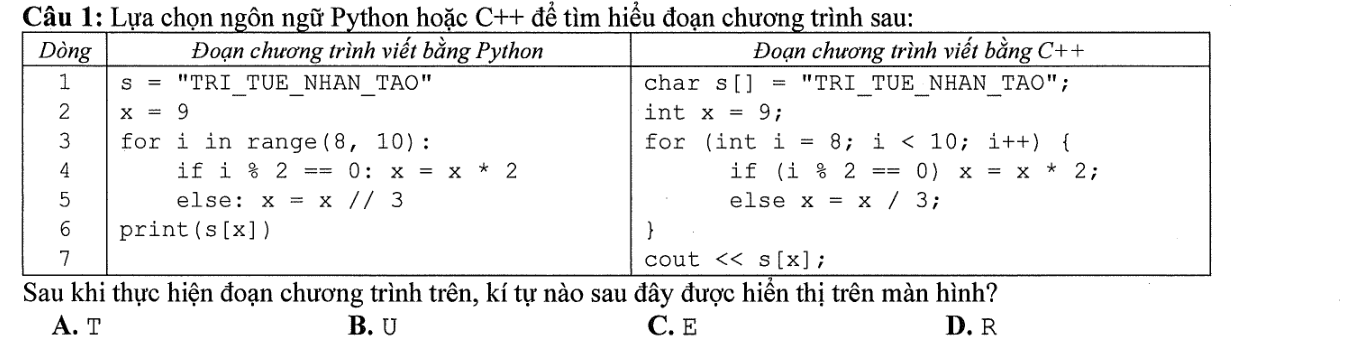 Câu 1: Lựa chọn ngôn ngữ Python hoặc C++ để tìm hiểu đoạn chương trình sau:
Dòng Đoạn chương trình viết bằng Python Đoạn chương trình viết bằng C++
1 s = "TRI_TUE_NHAN_TAO" char s[] = "TRI_TUE_NHAN_TAO";
2 x = 9 int x = 9;
3 for i in range(8, 10): for (int i = 8; i < 10; i++) {
4 if i % 2 == 0: x = x * 2 if (i % 2 == 0) x = x * 2;
5 else: x = x // 3 else x = x / 3;
6 print(s[x]) }
7 cout << s[x];
Sau khi thực hiện đoạn chương trình trên, kí tự nào sau đây được hiển thị trên màn hình?
A. T B. U C. E D. R